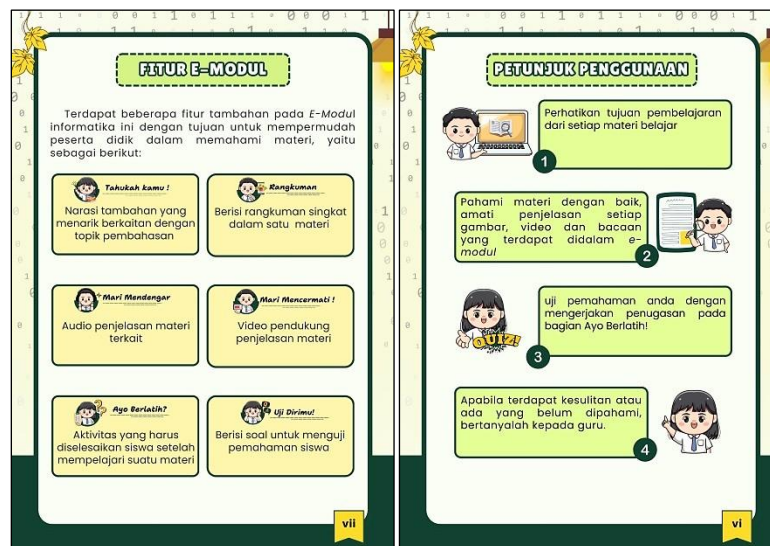 FITUR E-MODUL
Terdapat beberapa fitur tambahan pada E-Modul
informatika ini dengan tujuan untuk mempermudah
peserta didik dalam memahami materi, yaitu
sebagai berikut:
Tahukah kamu !
Narasi tambahan yang
menarik berkaitan dengan
topik pembahasan
Rangkuman
Berisi rangkuman singkat
dalam satu materi
Mari Mendengar
Audio penjelasan materi
terkait
Mari Mencermati !
Video pendukung
penjelasan materi
Ayo Berlatih?
Aktivitas yang harus
diselesaikan siswa setelah
mempelajari suatu materi
Uji Dirimu!
Berisi soal untuk menguji
pemahaman siswa
vii
PETUNJUK PENGGUNAAN
Perhatikan tujuan pembelajaran
dari setiap materi belajar
1
Pahami materi dengan baik,
amati penjelasan setiap
gambar, video dan bacaan
yang terdapat didalam e-
modul
2
uji pemahaman anda dengan
mengerjakan penugasan pada
bagian Ayo Berlatih!
QUIZ!
3
Apabila terdapat kesulitan atau
ada yang belum dipahami,
bertanyalah kepada guru.
4
vi